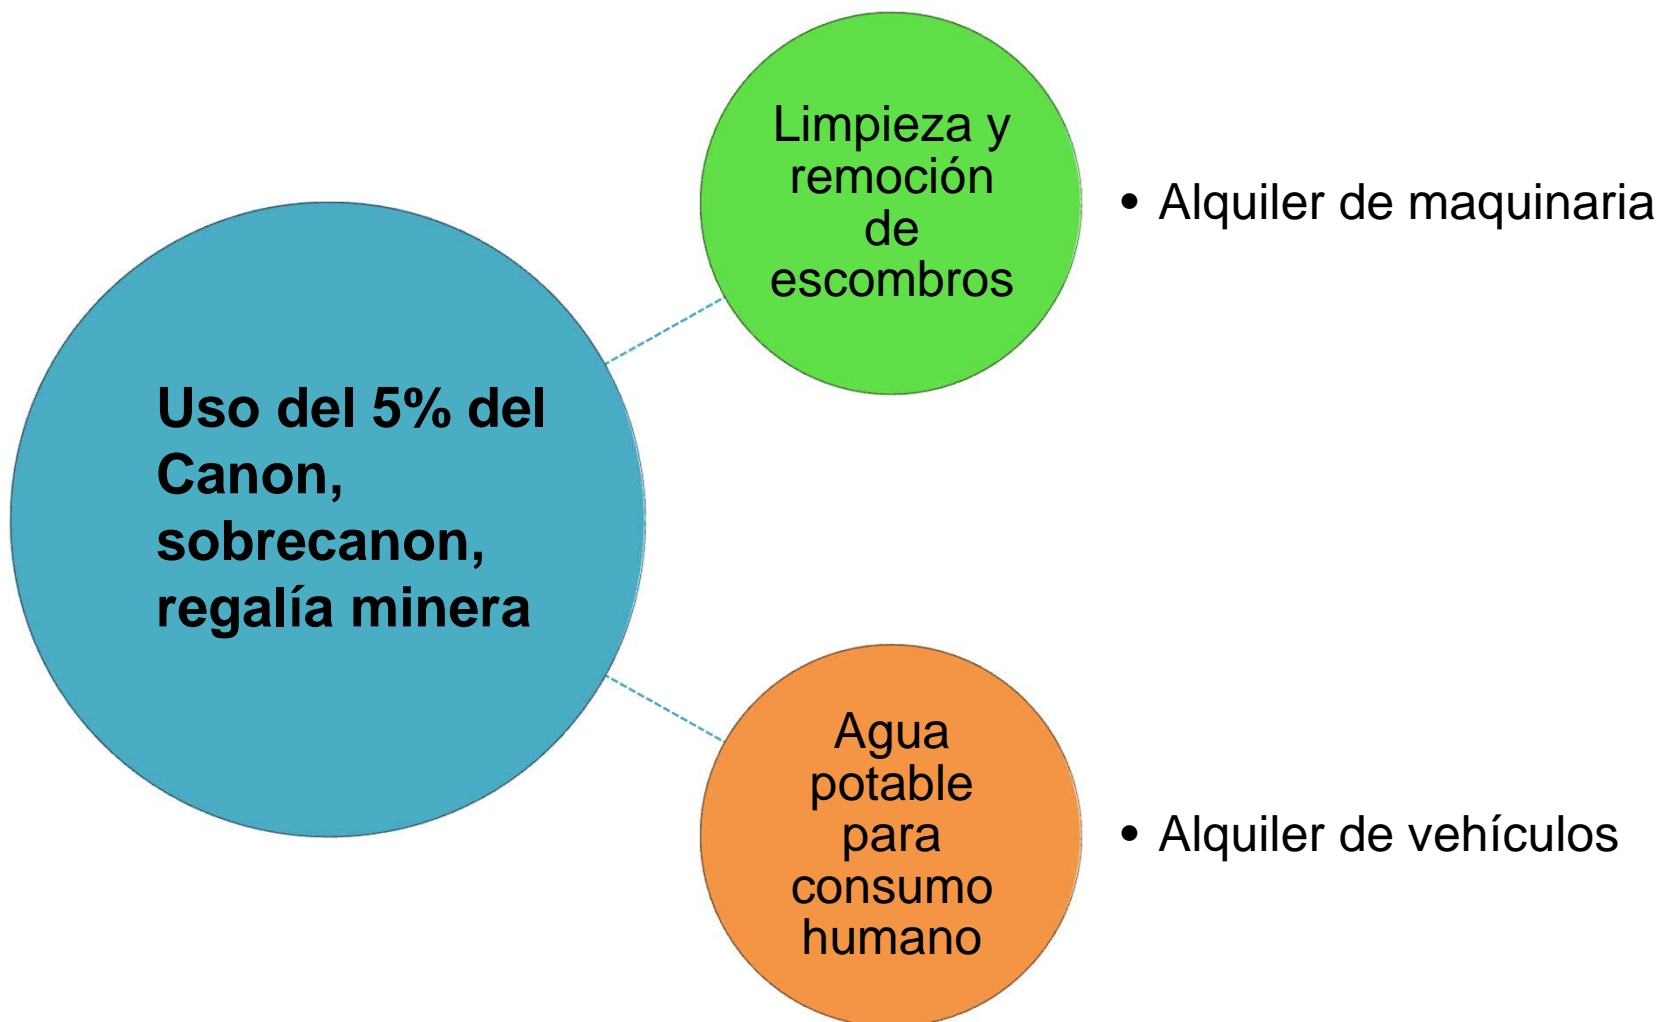 Limpieza y
remoción
de
escombros
• Alquiler de maquinaria
Uso del 5% del
Canon,
sobrecanon,
regalía minera
Agua
potable
para
consumo
humano
• Alquiler de vehículos